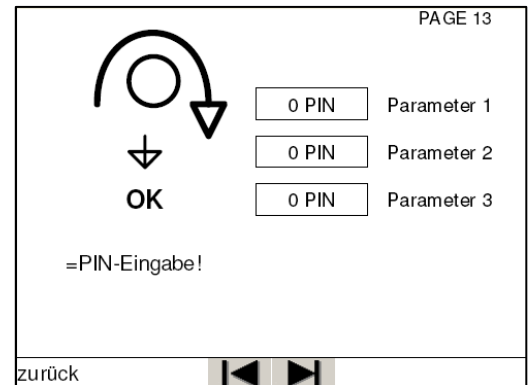 PAGE 13
0 PIN Parameter 1
0 PIN Parameter 2
OK
0 PIN Parameter 3
=PIN-Eingabe!
zurück